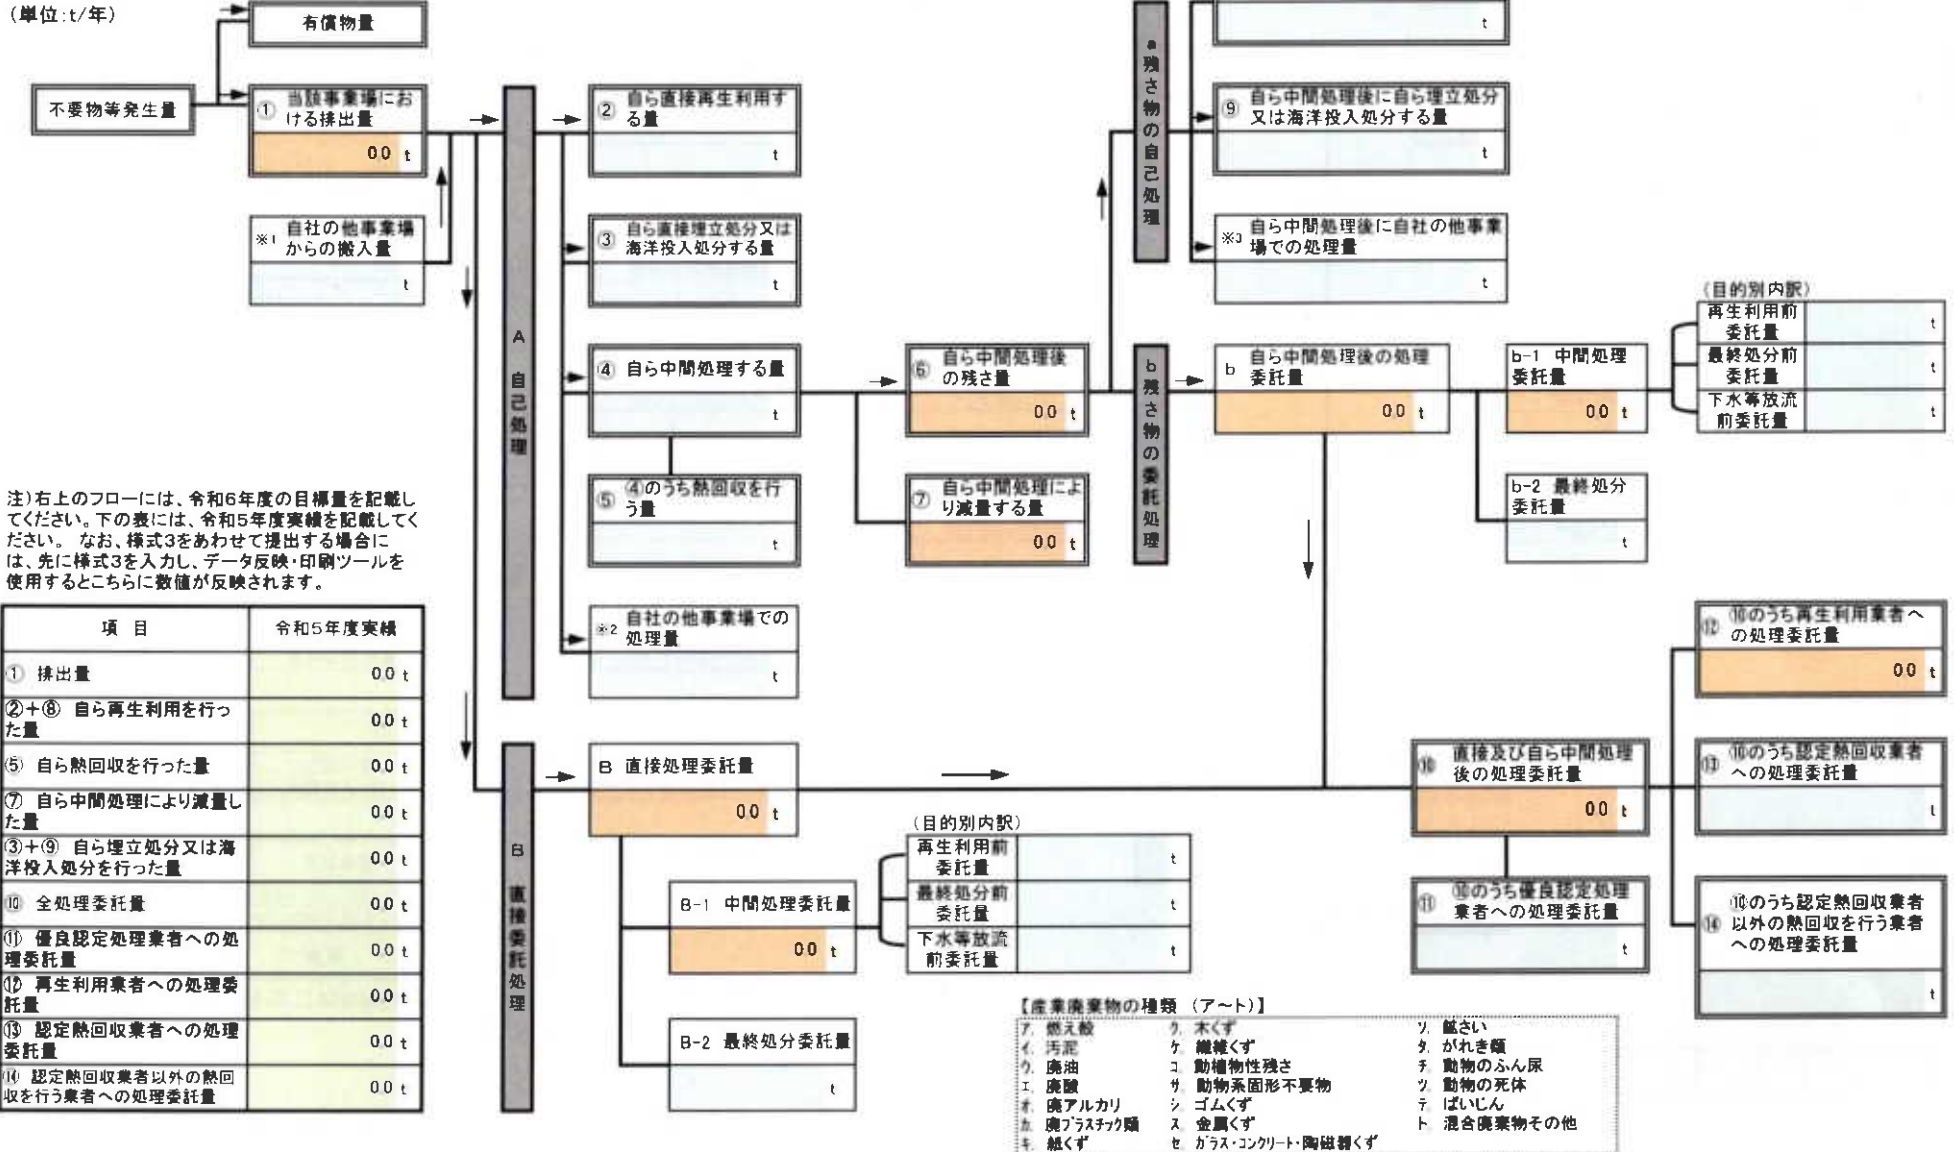 (単位:t/年)
有償物量
不要物等発生量
① 当該事業場にお
ける排出量
00 t
※1 自社の他事業場
からの搬入量
t
A 自己処理
② 自ら直接再生利用す
る量
t
③ 自ら直接埋立処分又は
海洋投入処分する量
t
④ 自ら中間処理する量
t
⑤ ④のうち熱回収を行
う量
t
※2 自社の他事業場での
処理量
t
⑥ 自ら中間処理後
の残さ量
00 t
⑦ 自ら中間処理によ
り減量する量
00 t
a 残さ物の自己処理
t
⑨ 自ら中間処理後に自ら埋立処分
又は海洋投入処分する量
t
※3 自ら中間処理後に自社の他事業
場での処理量
t
b 残さ物の委託処理
b 自ら中間処理後の処理
委託量
00 t
b-1 中間処理
委託量
00 t
(目的別内訳)
再生利用前
委託量
t
最終処分前
委託量
t
下水等放流
前委託量
t
b-2 最終処分
委託量
t
注)右上のフローには、令和6年度の目標量を記載し
てください。下の表には、令和5年度実績を記載してく
ださい。 なお、様式3をあわせて提出する場合に
は、先に様式3を入力し、データ反映・印刷ツールを
使用するとこちらに数値が反映されます。
項 目 令和5年度実績
① 排出量 00 t
②+⑧ 自ら再生利用を行っ
た量 00 t
⑤ 自ら熱回収を行った量 00 t
⑦ 自ら中間処理により減量し
た量 00 t
③+⑨ 自ら埋立処分又は海
洋投入処分を行った量 00 t
⑩ 全処理委託量 00 t
⑪ 優良認定処理業者への処
理委託量 00 t
⑫ 再生利用業者への処理委
託量 00 t
⑬ 認定熱回収業者への処理
委託量 00 t
⑭ 認定熱回収業者以外の熱回
収を行う業者への処理委託量 00 t
B 直接委託処理
B 直接処理委託量
00 t
B-1 中間処理委託量
00 t
(目的別内訳)
再生利用前
委託量
t
最終処分前
委託量
t
下水等放流
前委託量
t
B-2 最終処分委託量
t
⑩ 直接及び自ら中間処理
後の処理委託量
00 t
⑪ ⑩のうち優良認定処理
業者への処理委託量
t
⑫ ⑩のうち再生利用業者へ
の処理委託量
00 t
⑬ ⑩のうち認定熱回収業者
への処理委託量
t
⑭ ⑩のうち認定熱回収業者
以外の熱回収を行う業者
への処理委託量
t
【産業廃棄物の種類 (ア～ト)】
ア. 燃え殻 ク. 木くず ソ. 鉱さい
イ. 汚泥 ケ. 繊維くず タ. がれき類
ウ. 廃油 コ. 動植物性残さ チ. 動物のふん尿
エ. 廃酸 サ. 動物系固形不要物 ツ. 動物の死体
オ. 廃アルカリ シ. ゴムくず テ. ばいじん
カ. 廃プラスチック類 ス. 金属くず ト. 混合廃棄物その他
キ. 紙くず セ. ガラス・コンクリート・陶磁器くず